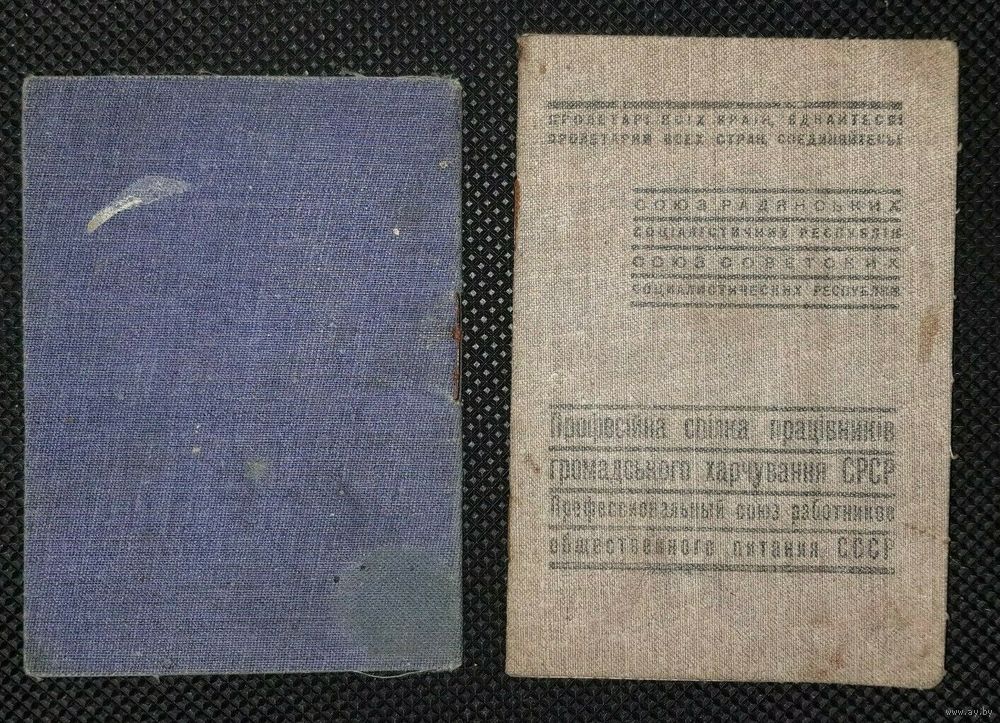 ПРОЛЕТАРІ ВСІХ КРАЇН, ЄДНАЙТЕСЯ!
ПРОЛЕТАРИИ ВСЕХ СТРАН, СОЕДИНЯЙТЕСЬ!
СОЮЗ РАДЯНСЬКИХ
СОЦІАЛІСТИЧНИХ РЕСПУБЛІК
СОЮЗ СОВЕТСКИХ
СОЦИАЛИСТИЧЕСКИХ РЕСПУБЛИК
Професійна спілка працівників
громадського харчування СРСР
Профессиональный союз работников
общественного питания СССР
www.ay.by